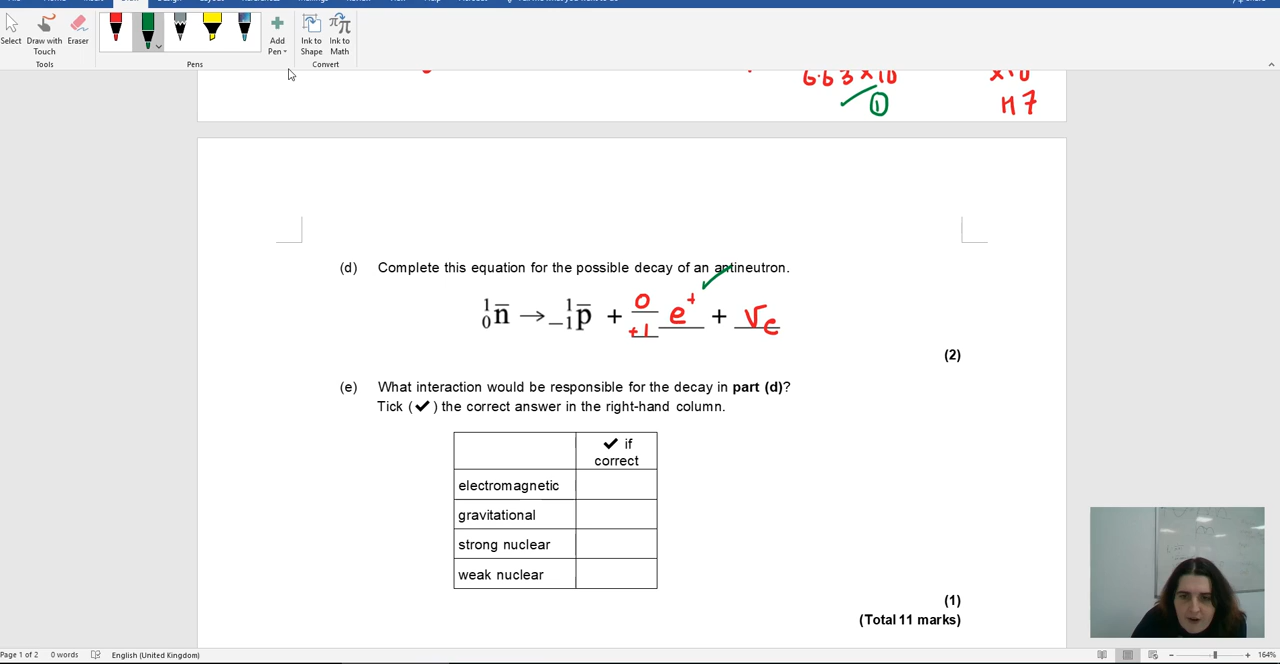 Select
Draw with Touch
Eraser
Add Pen
Ink to Shape
Ink to Math
Tools
Pens
Convert
6.63 × 10
×10
①
(d) Complete this equation for the possible decay of an antineutron.
¹₀n̅ → ¹₋₁p̅ + ⁰₊₁ e⁺ + νe
(2)
(e) What interaction would be responsible for the decay in part (d)?
Tick (✔) the correct answer in the right-hand column.
✔ if
correct
electromagnetic
gravitational
strong nuclear
weak nuclear
(1)
(Total 11 marks)
Page 1 of 2 0 words English (United Kingdom) 164%